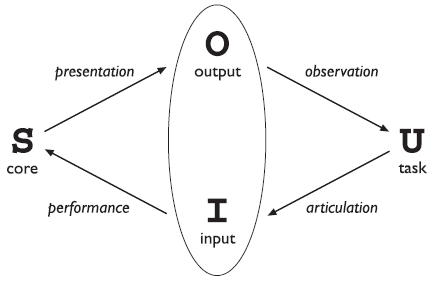 O
output
presentation
observation
S
core
U
task
performance
articulation
I
input